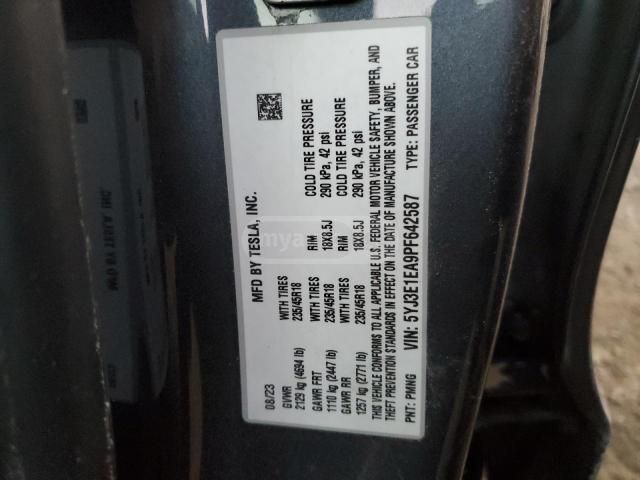 MFD BY TESLA, INC.
08/23
GVWR
2129 kg (4694 lb)
WITH TIRES
235/45R18
GAWR FRT
1110 kg (2447 lb)
WITH TIRES
235/45R18
RIM
18X8.5J
COLD TIRE PRESSURE
290 kPa, 42 psi
GAWR RR
1257 kg (2771 lb)
WITH TIRES
235/45R18
RIM
18X8.5J
COLD TIRE PRESSURE
290 kPa, 42 psi
THIS VEHICLE CONFORMS TO ALL APPLICABLE U.S. FEDERAL MOTOR VEHICLE SAFETY, BUMPER, AND
THEFT PREVENTION STANDARDS IN EFFECT ON THE DATE OF MANUFACTURE SHOWN ABOVE.
VIN: 5YJ3E1EA9PF642587
PNT: PMNG
TYPE: PASSENGER CAR